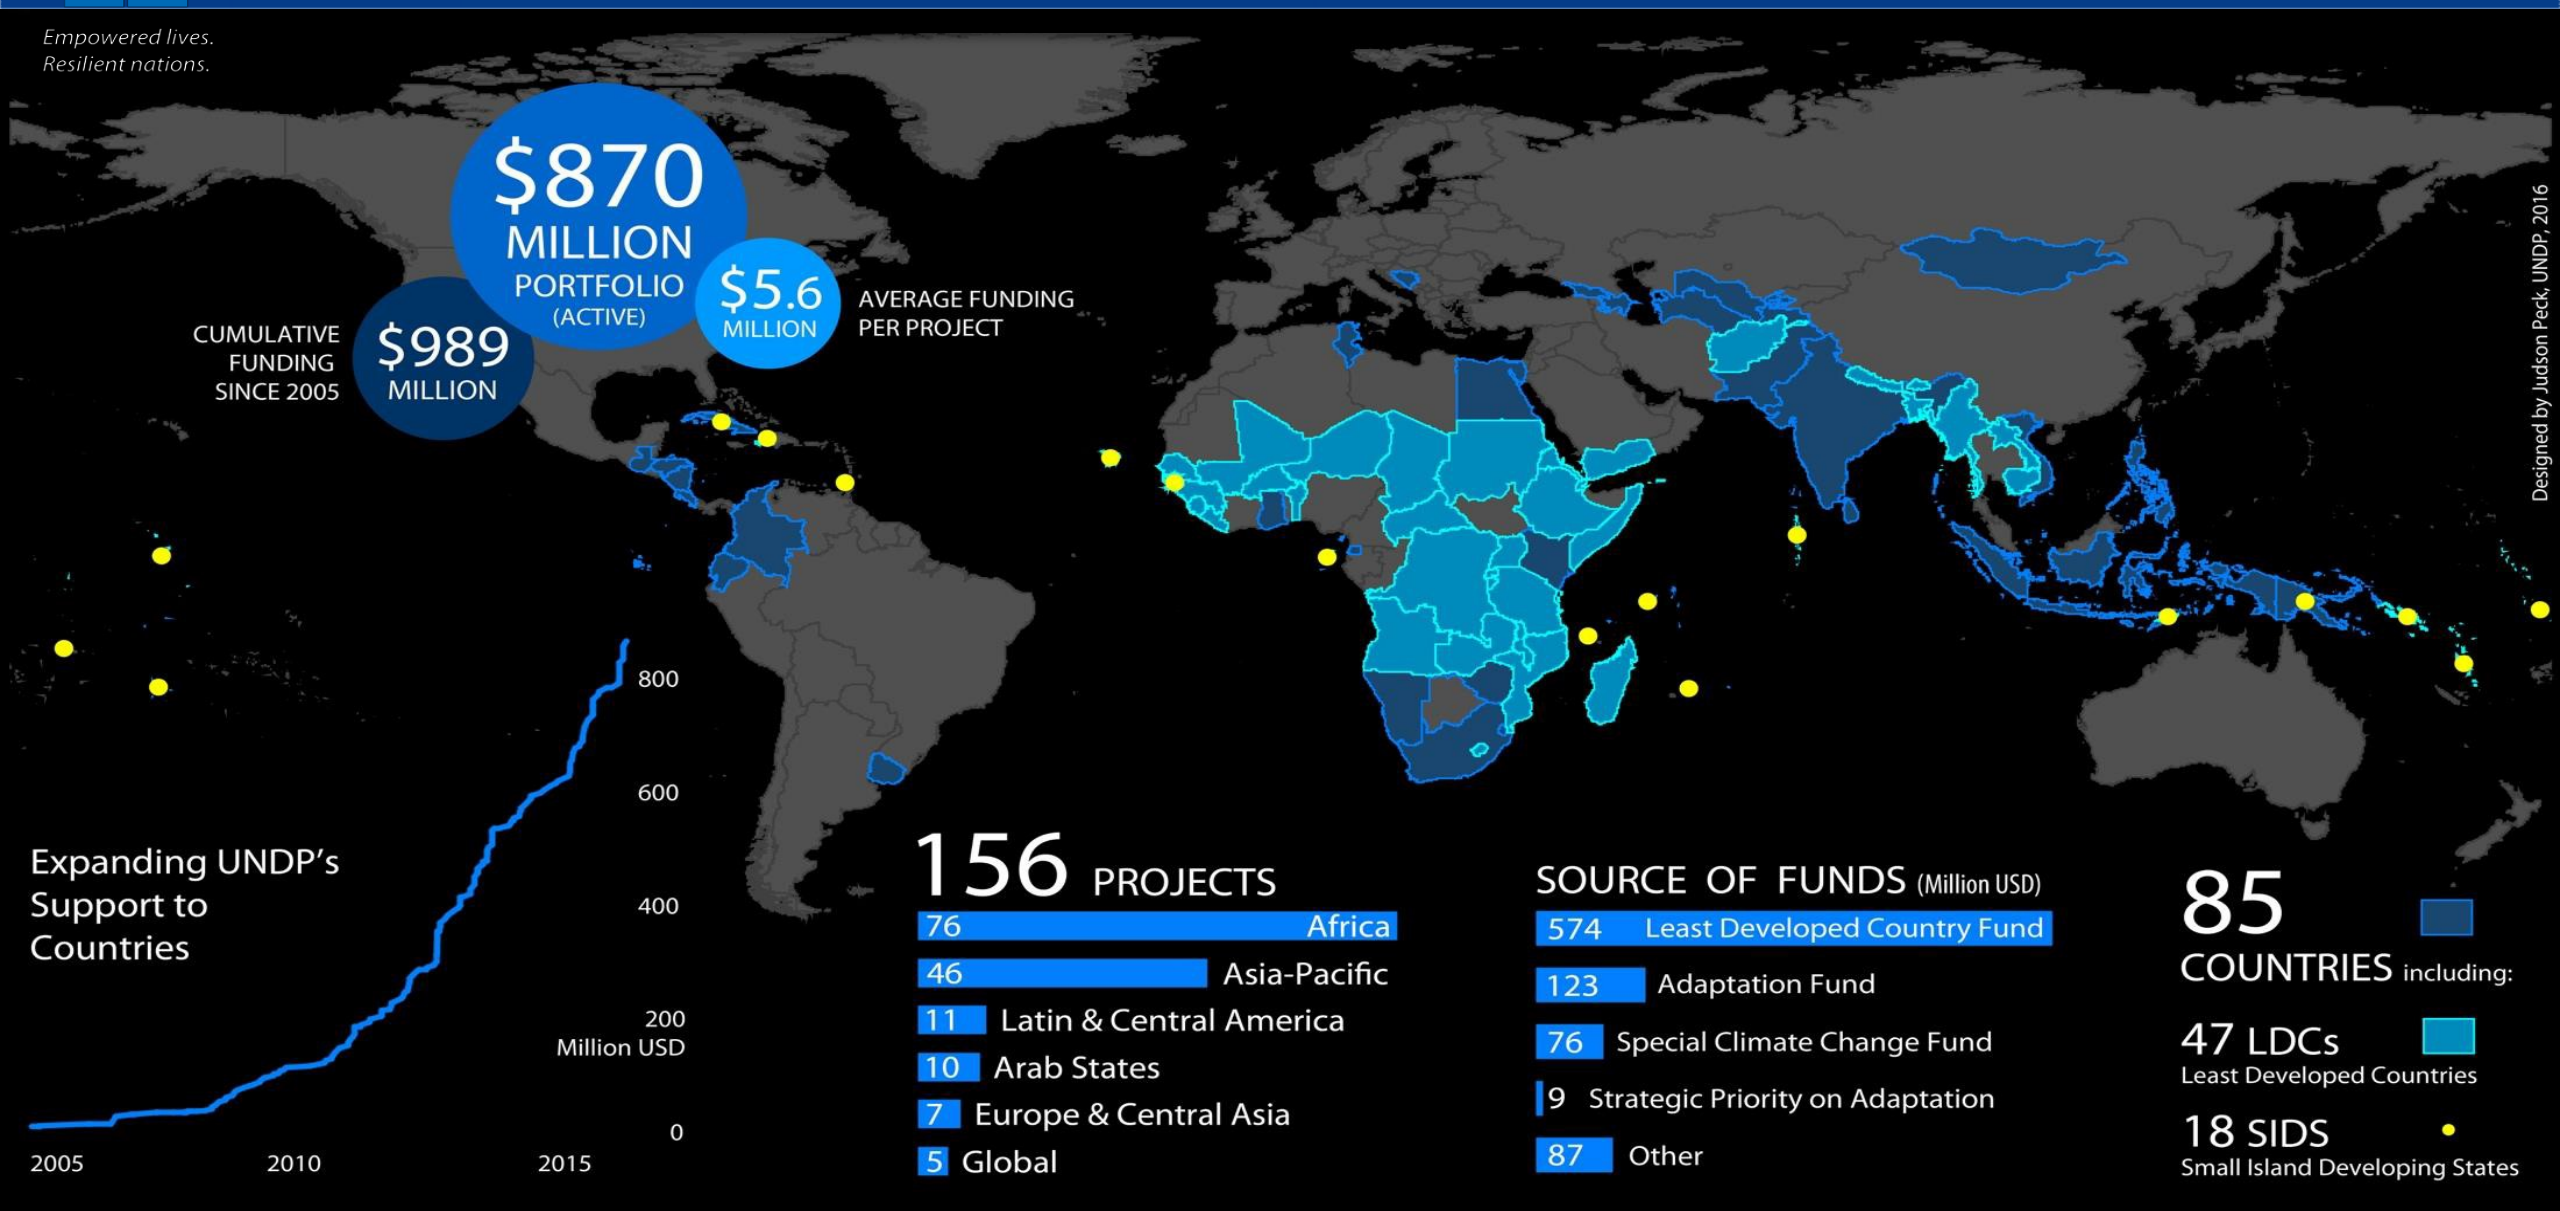 Empowered lives.
Resilient nations.
$870
MILLION
PORTFOLIO
(ACTIVE)
$5.6
MILLION
AVERAGE FUNDING
PER PROJECT
CUMULATIVE
FUNDING
SINCE 2005
$989
MILLION
Designed by Judson Peck, UNDP, 2016
Expanding UNDP's
Support to
Countries
800
600
400
200
Million USD
0
2005
2010
2015
156 PROJECTS
76 Africa
46 Asia-Pacific
11 Latin & Central America
10 Arab States
7 Europe & Central Asia
5 Global
SOURCE OF FUNDS (Million USD)
574 Least Developed Country Fund
123 Adaptation Fund
76 Special Climate Change Fund
9 Strategic Priority on Adaptation
87 Other
85
COUNTRIES including:
47 LDCs
Least Developed Countries
18 SIDS
Small Island Developing States